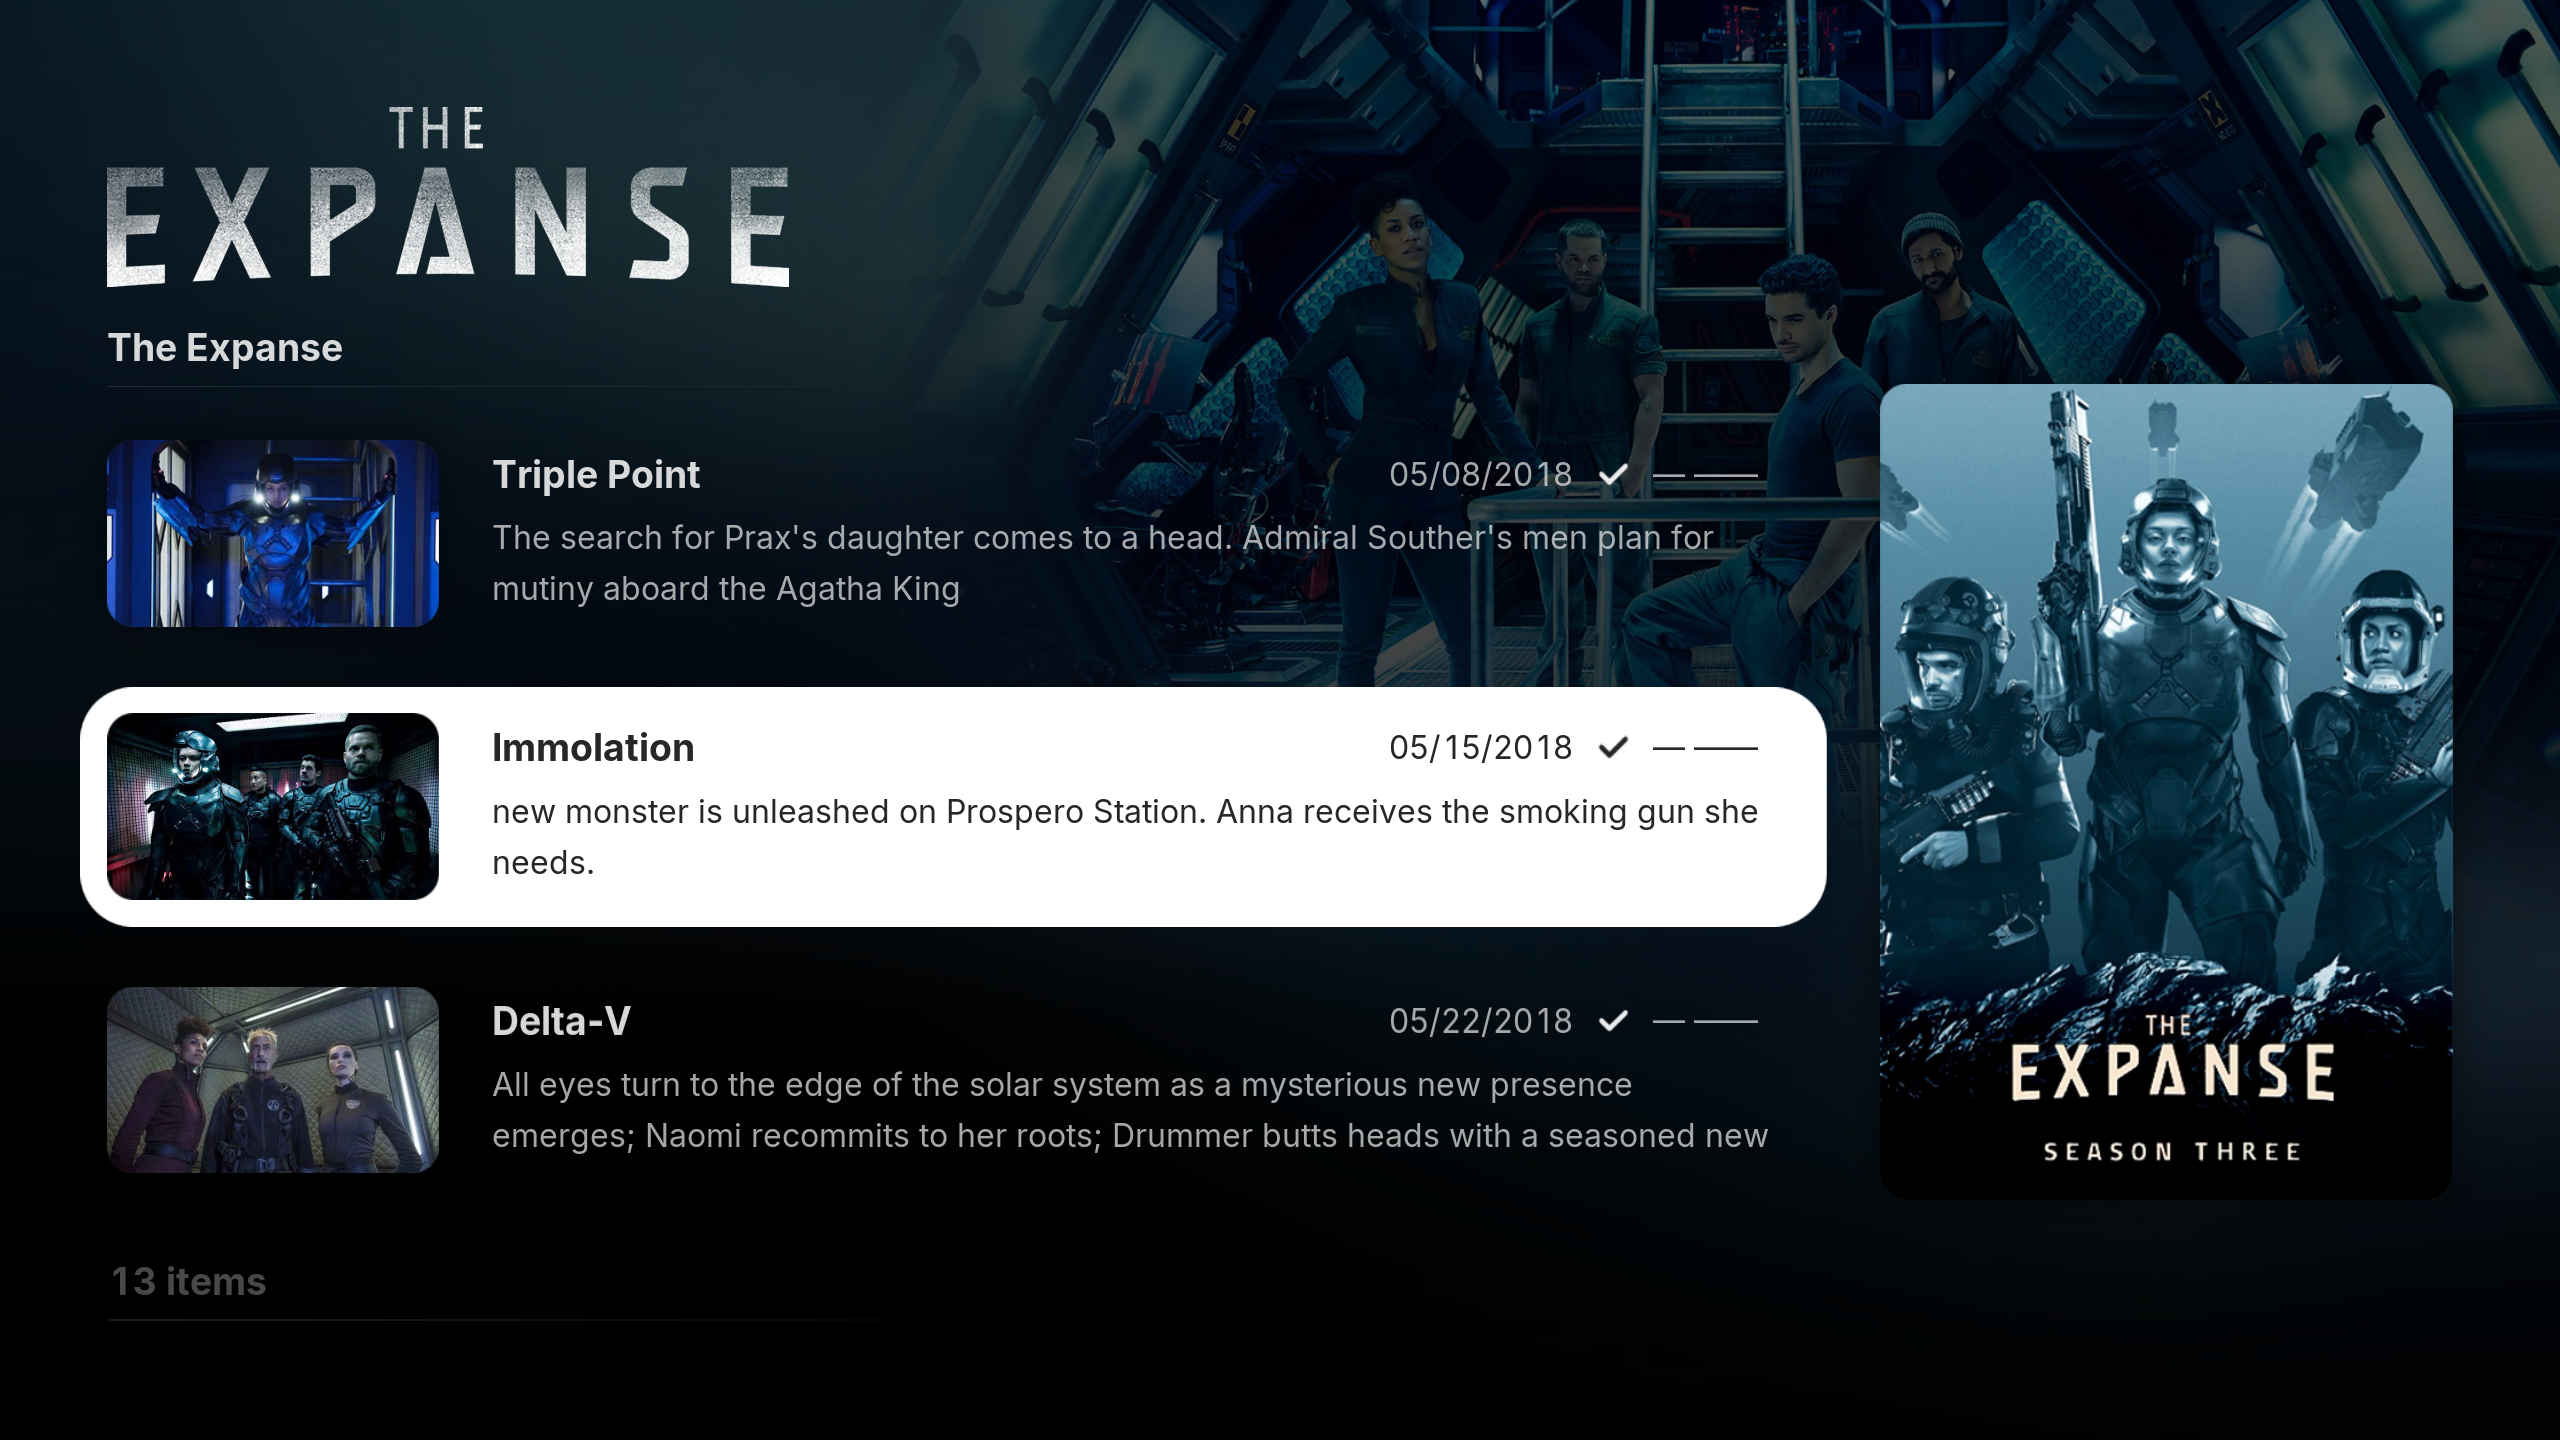 THE
EXPANSE
The Expanse
Triple Point
05/08/2018
The search for Prax's daughter comes to a head. Admiral Souther's men plan for
mutiny aboard the Agatha King
Immolation
05/15/2018
new monster is unleashed on Prospero Station. Anna receives the smoking gun she
needs.
Delta-V
05/22/2018
All eyes turn to the edge of the solar system as a mysterious new presence
emerges; Naomi recommits to her roots; Drummer butts heads with a seasoned new
THE
EXPANSE
SEASON THREE
13 items